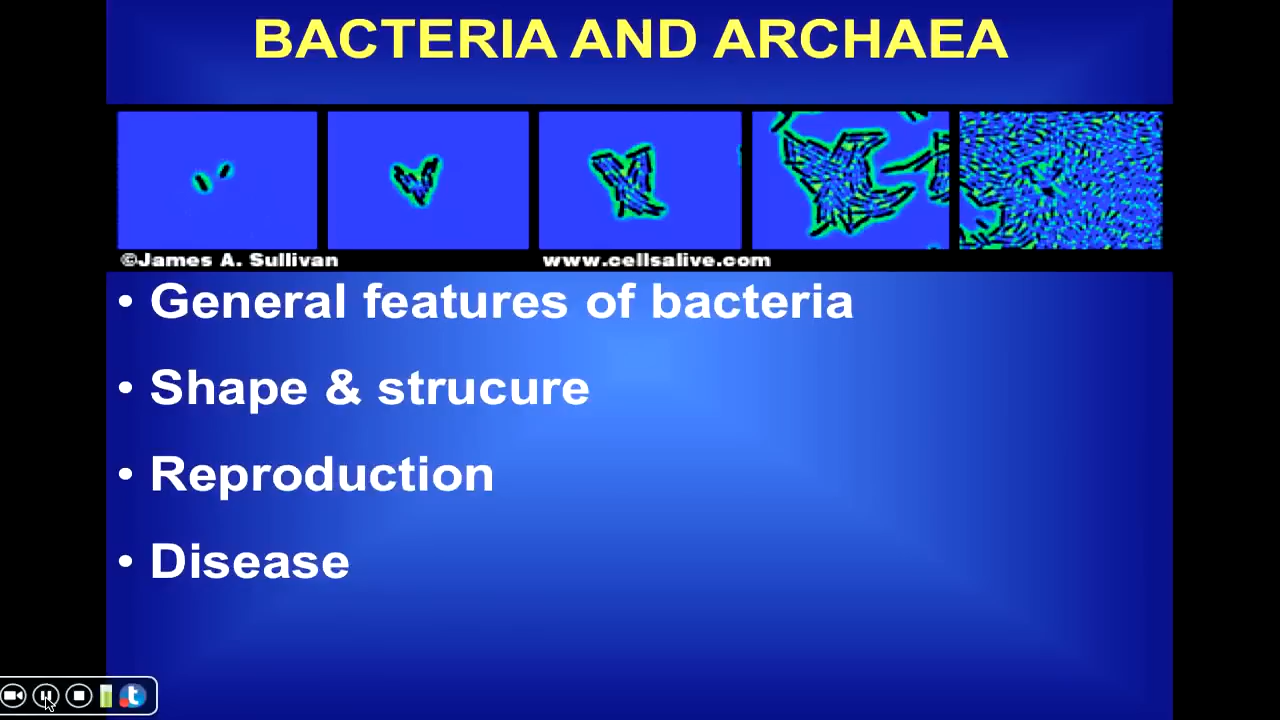 BACTERIA AND ARCHAEA
©James A. Sullivan www.cellsalive.com
• General features of bacteria
• Shape & strucure
• Reproduction
• Disease
t